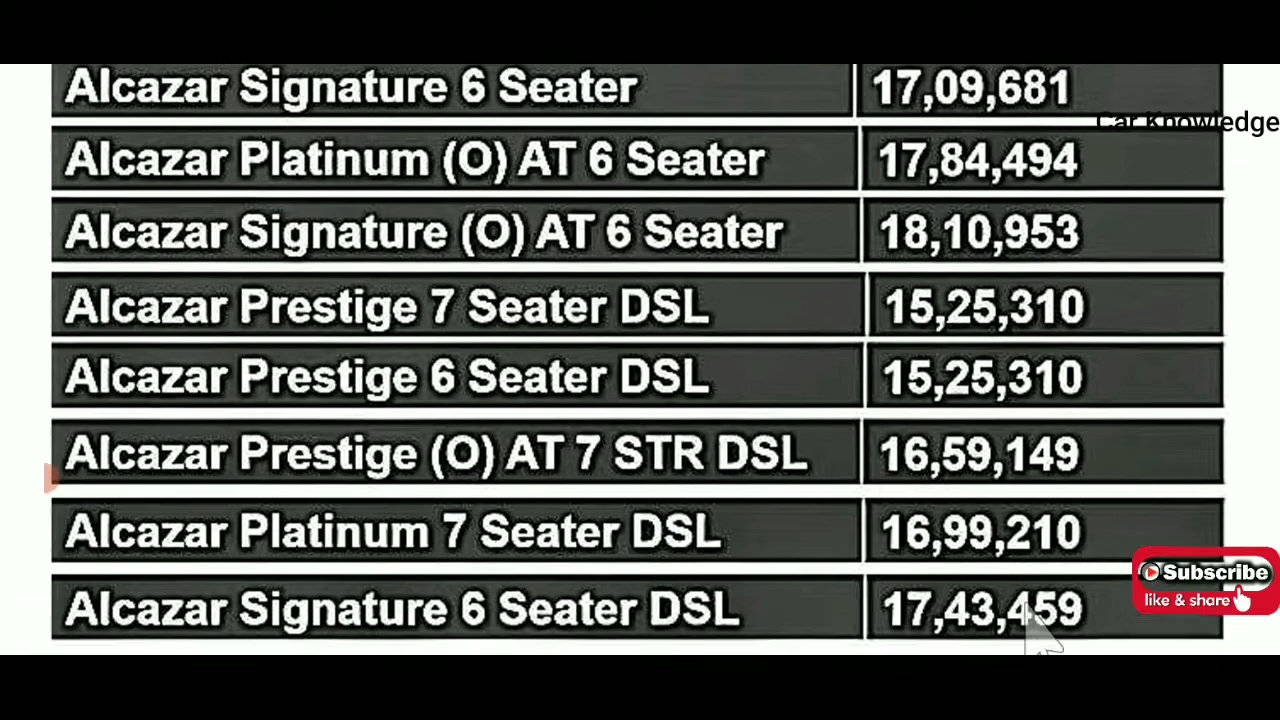 Alcazar Signature 6 Seater 17,09,681
Car Knowledge
Alcazar Platinum (O) AT 6 Seater 17,84,494
Alcazar Signature (O) AT 6 Seater 18,10,953
Alcazar Prestige 7 Seater DSL 15,25,310
Alcazar Prestige 6 Seater DSL 15,25,310
Alcazar Prestige (O) AT 7 STR DSL 16,59,149
Alcazar Platinum 7 Seater DSL 16,99,210
Subscribe
like & share
Alcazar Signature 6 Seater DSL 17,43,459